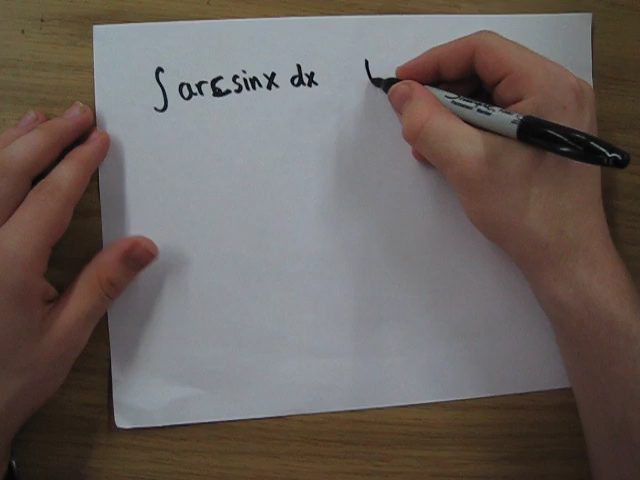 ∫ arcsinx dx